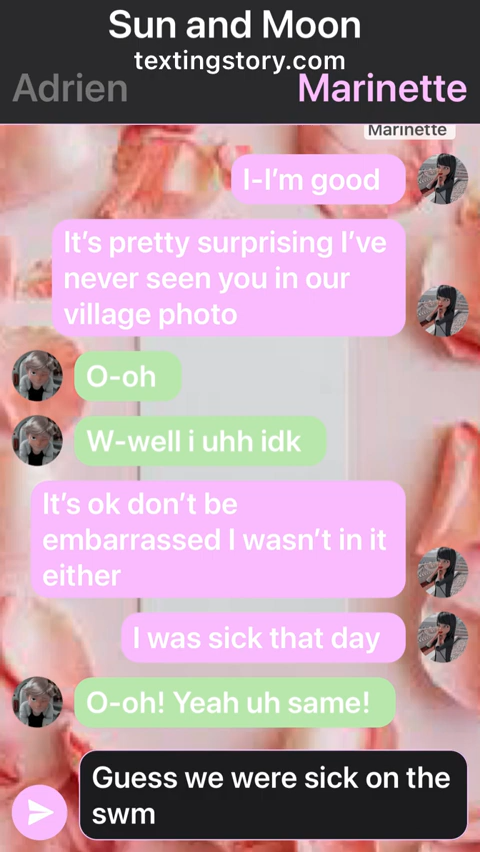 Sun and Moon
textingstory.com
Adrien
Marinette
Marinette
I-I’m good
It’s pretty surprising I’ve
never seen you in our
village photo
O-oh
W-well i uhh idk
It’s ok don’t be
embarrassed I wasn’t in it
either
I was sick that day
O-oh! Yeah uh same!
Guess we were sick on the
swm